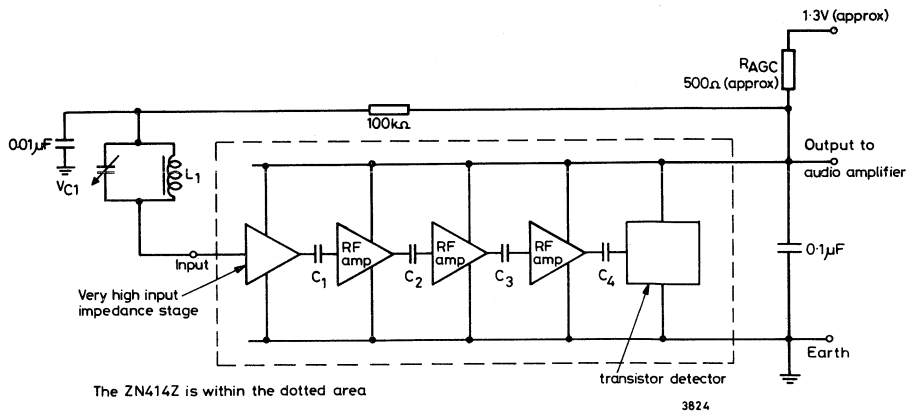 1·3V (approx)
RAGC
500Ω (approx)
100kΩ
0·01µF
VC1
L1
Output to
audio amplifier
RF
amp
RF
amp
RF
amp
Input
C1
C2
C3
C4
0·1µF
Very high input
impedance stage
Earth
transistor detector
The ZN414Z is within the dotted area
3824